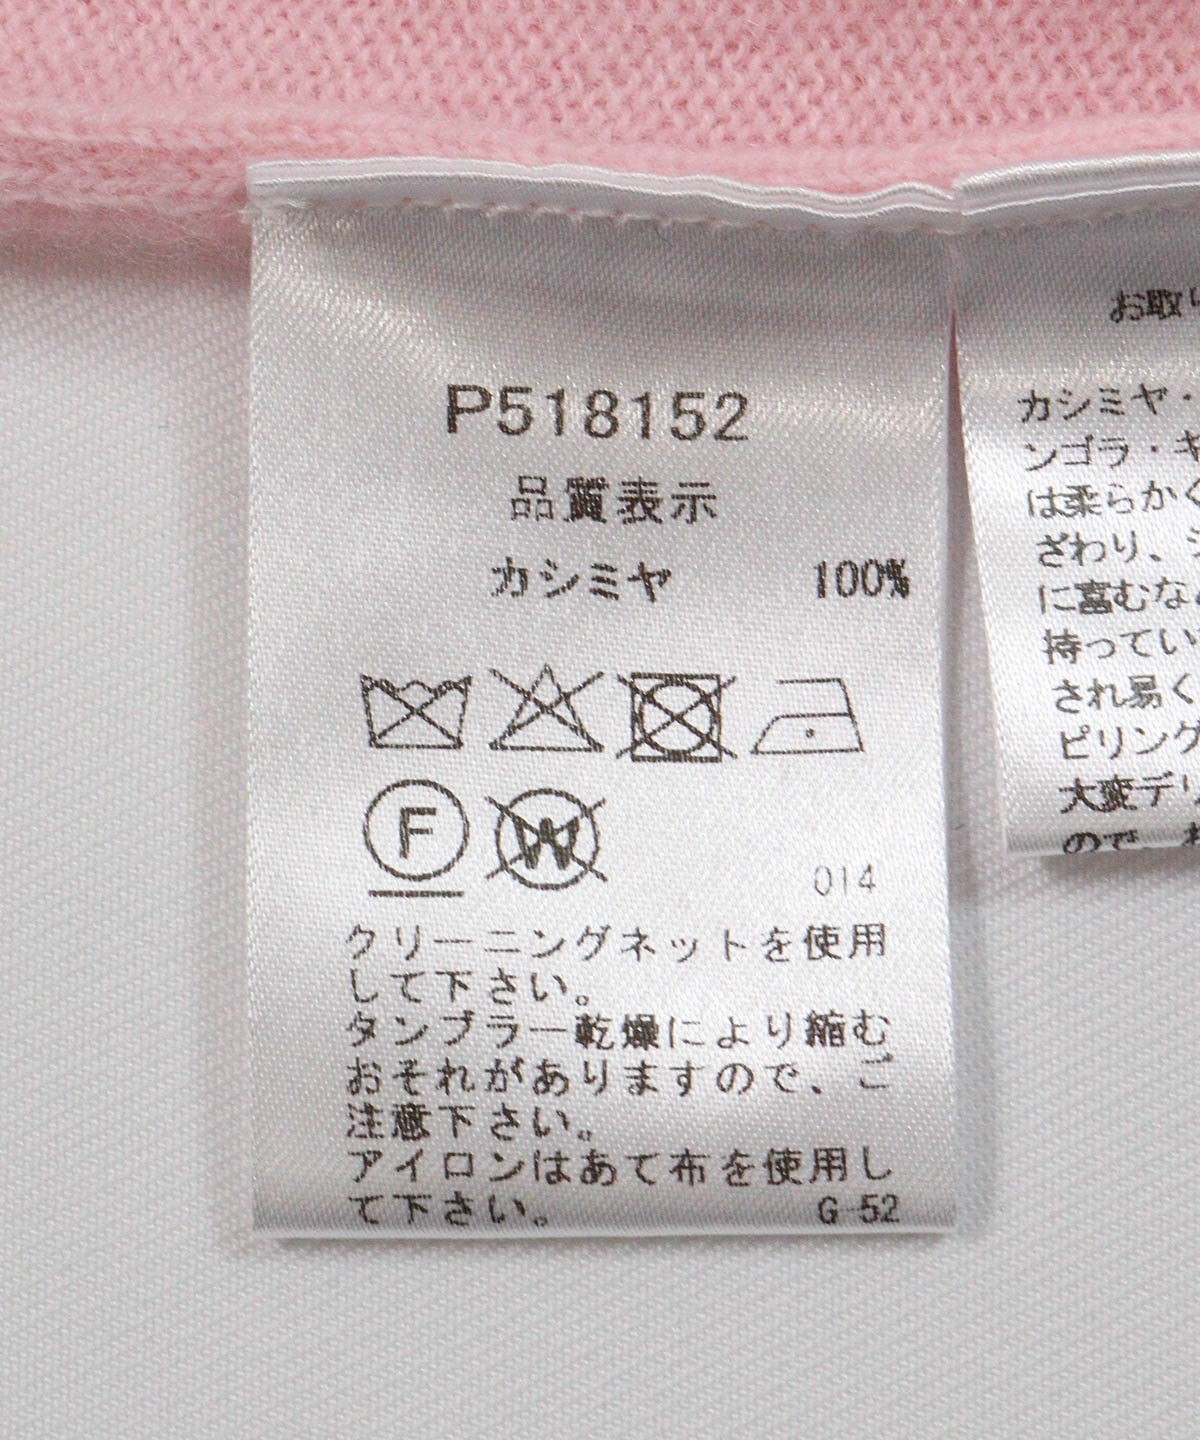 P518152
品質表示
カシミヤ 100%
F W
014
クリーニングネットを使用
して下さい。
タンブラー乾燥により縮む
おそれがありますので、ご
注意下さい。
アイロンはあて布を使用し
て下さい。 G-52
お取り
カシミヤ・
ンゴラ・キ
は柔らかく
ざわり、
に富むな
持ってい
され易く
ピリング
大変デリ
ので、